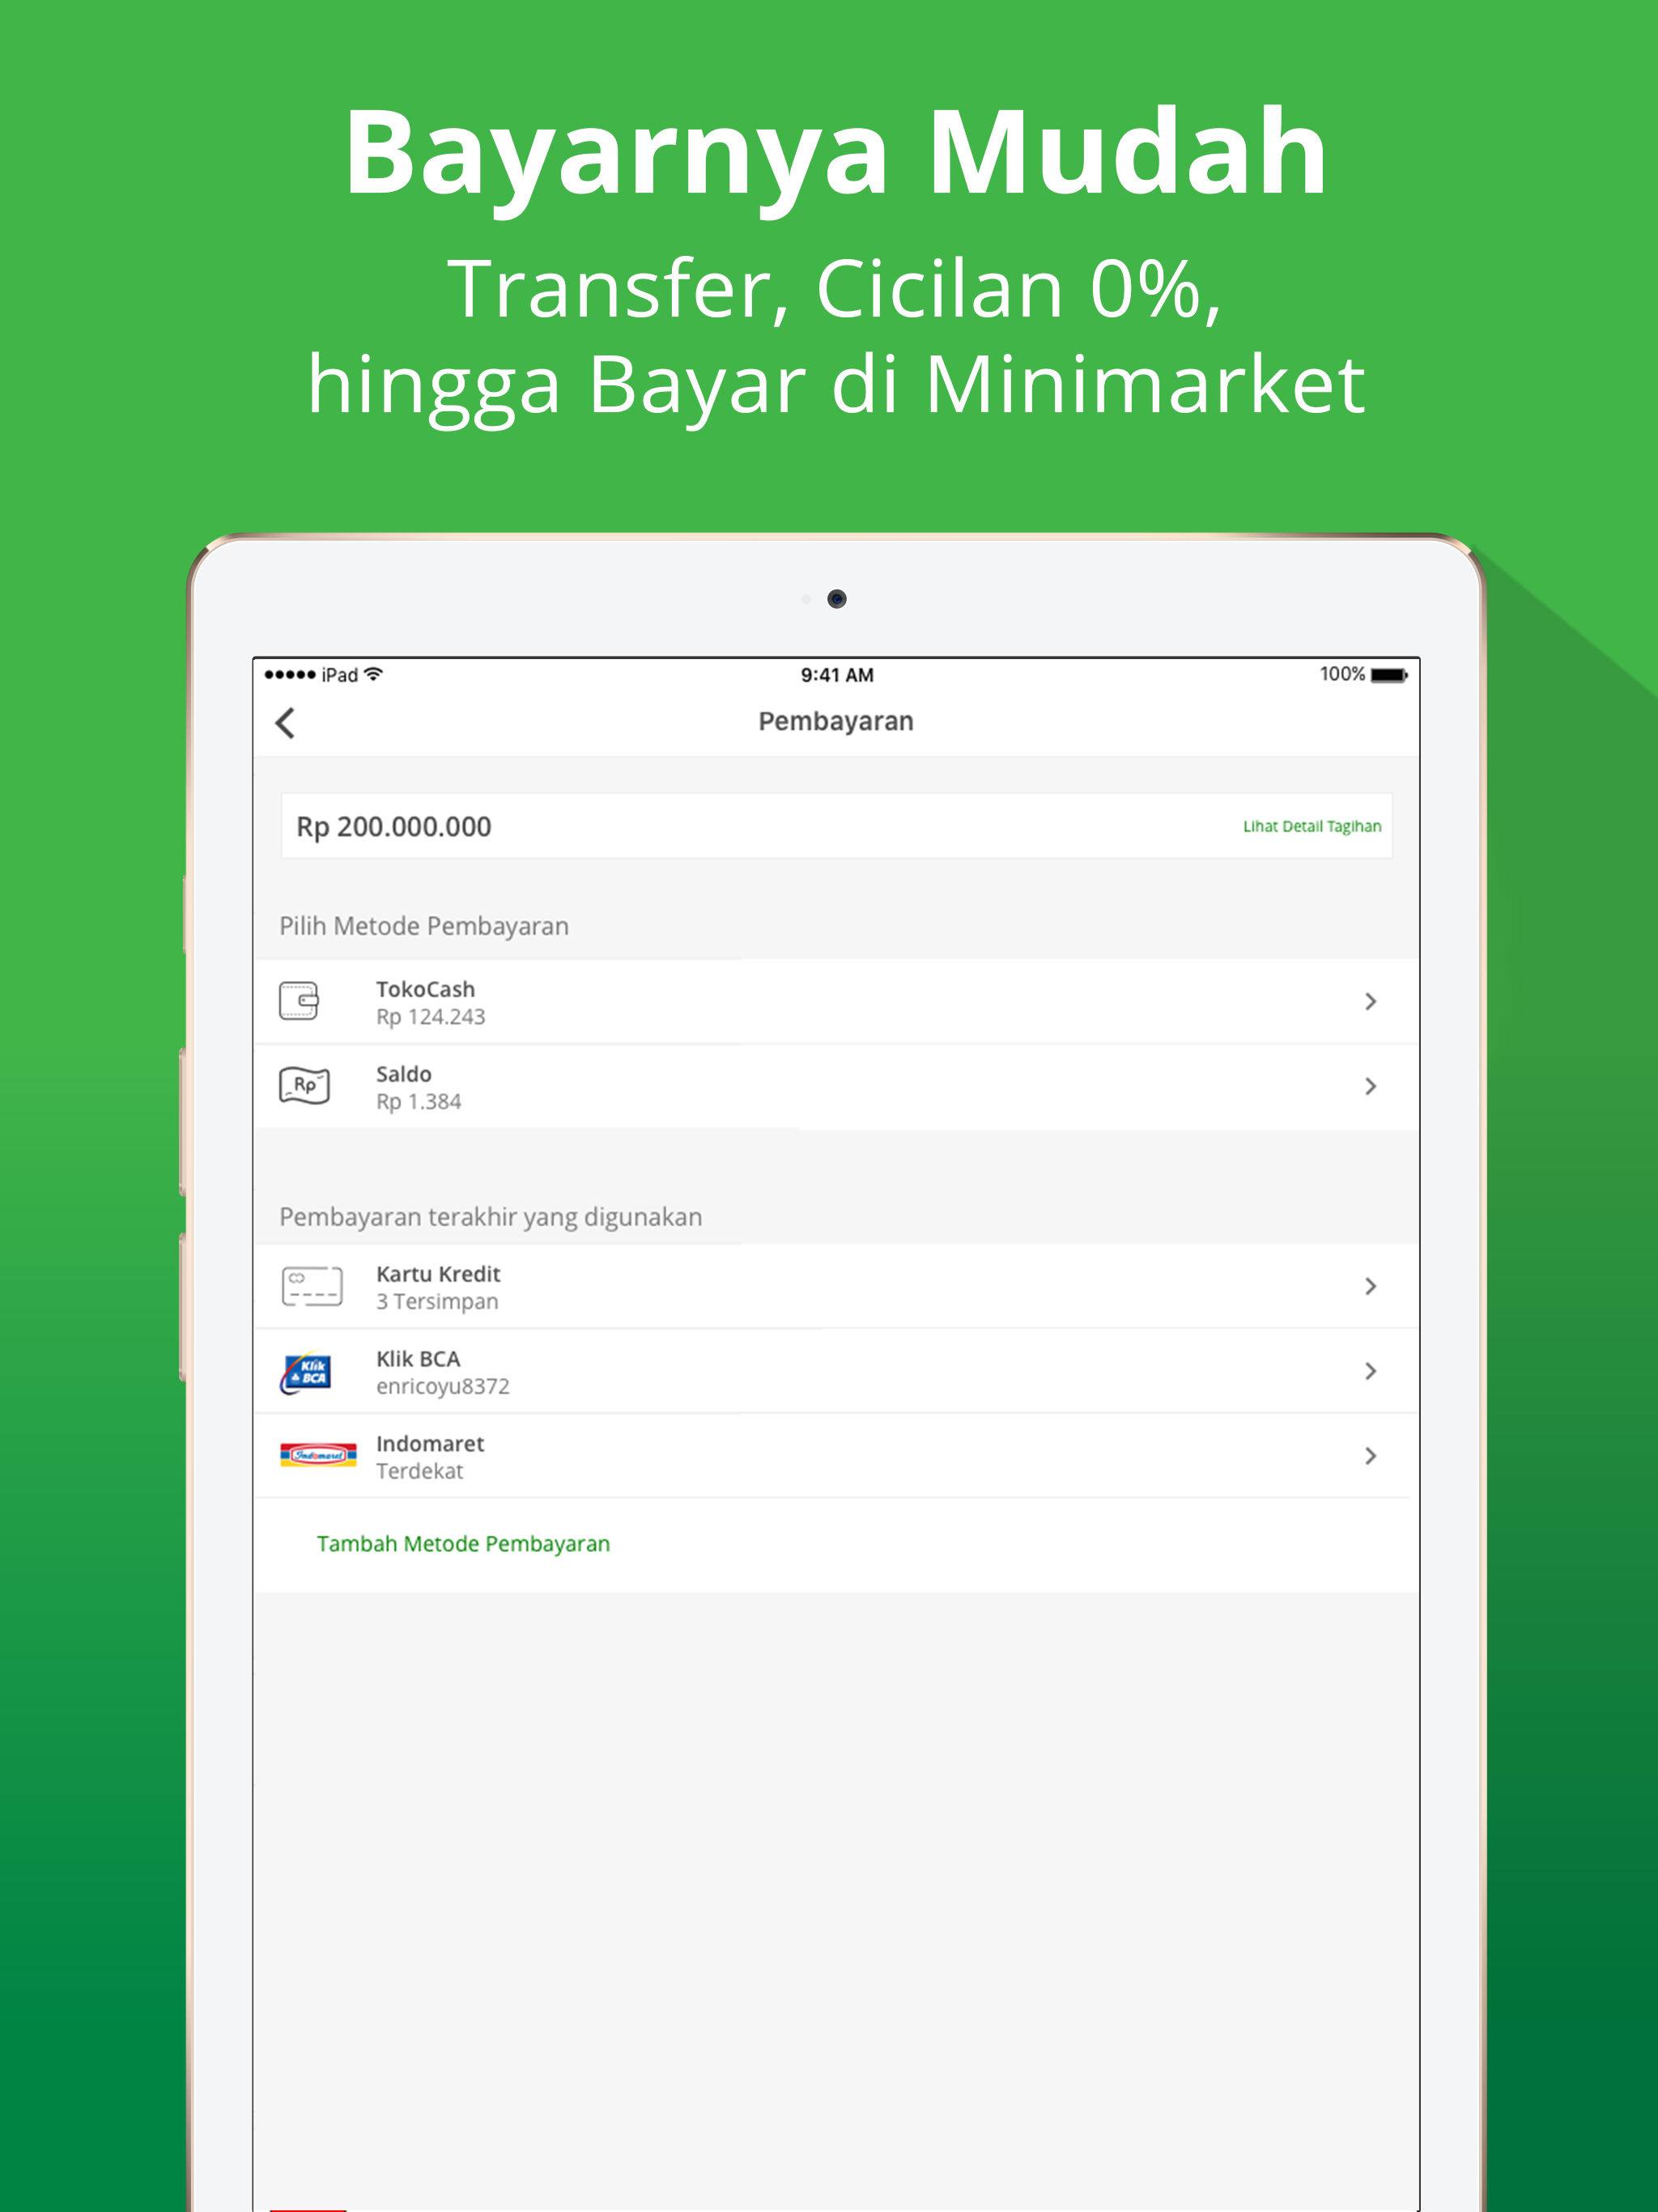 Bayarnya Mudah
Transfer, Cicilan 0%,
hingga Bayar di Minimarket
iPad 9:41 AM 100%
Pembayaran
Rp 200.000.000 Lihat Detail Tagihan
Pilih Metode Pembayaran
TokoCash
Rp 124.243
Rp
Saldo
Rp 1.384
Pembayaran terakhir yang digunakan
Kartu Kredit
3 Tersimpan
Klik
BCA
Klik BCA
enricoyu8372
Indomaret
Indomaret
Terdekat
Tambah Metode Pembayaran